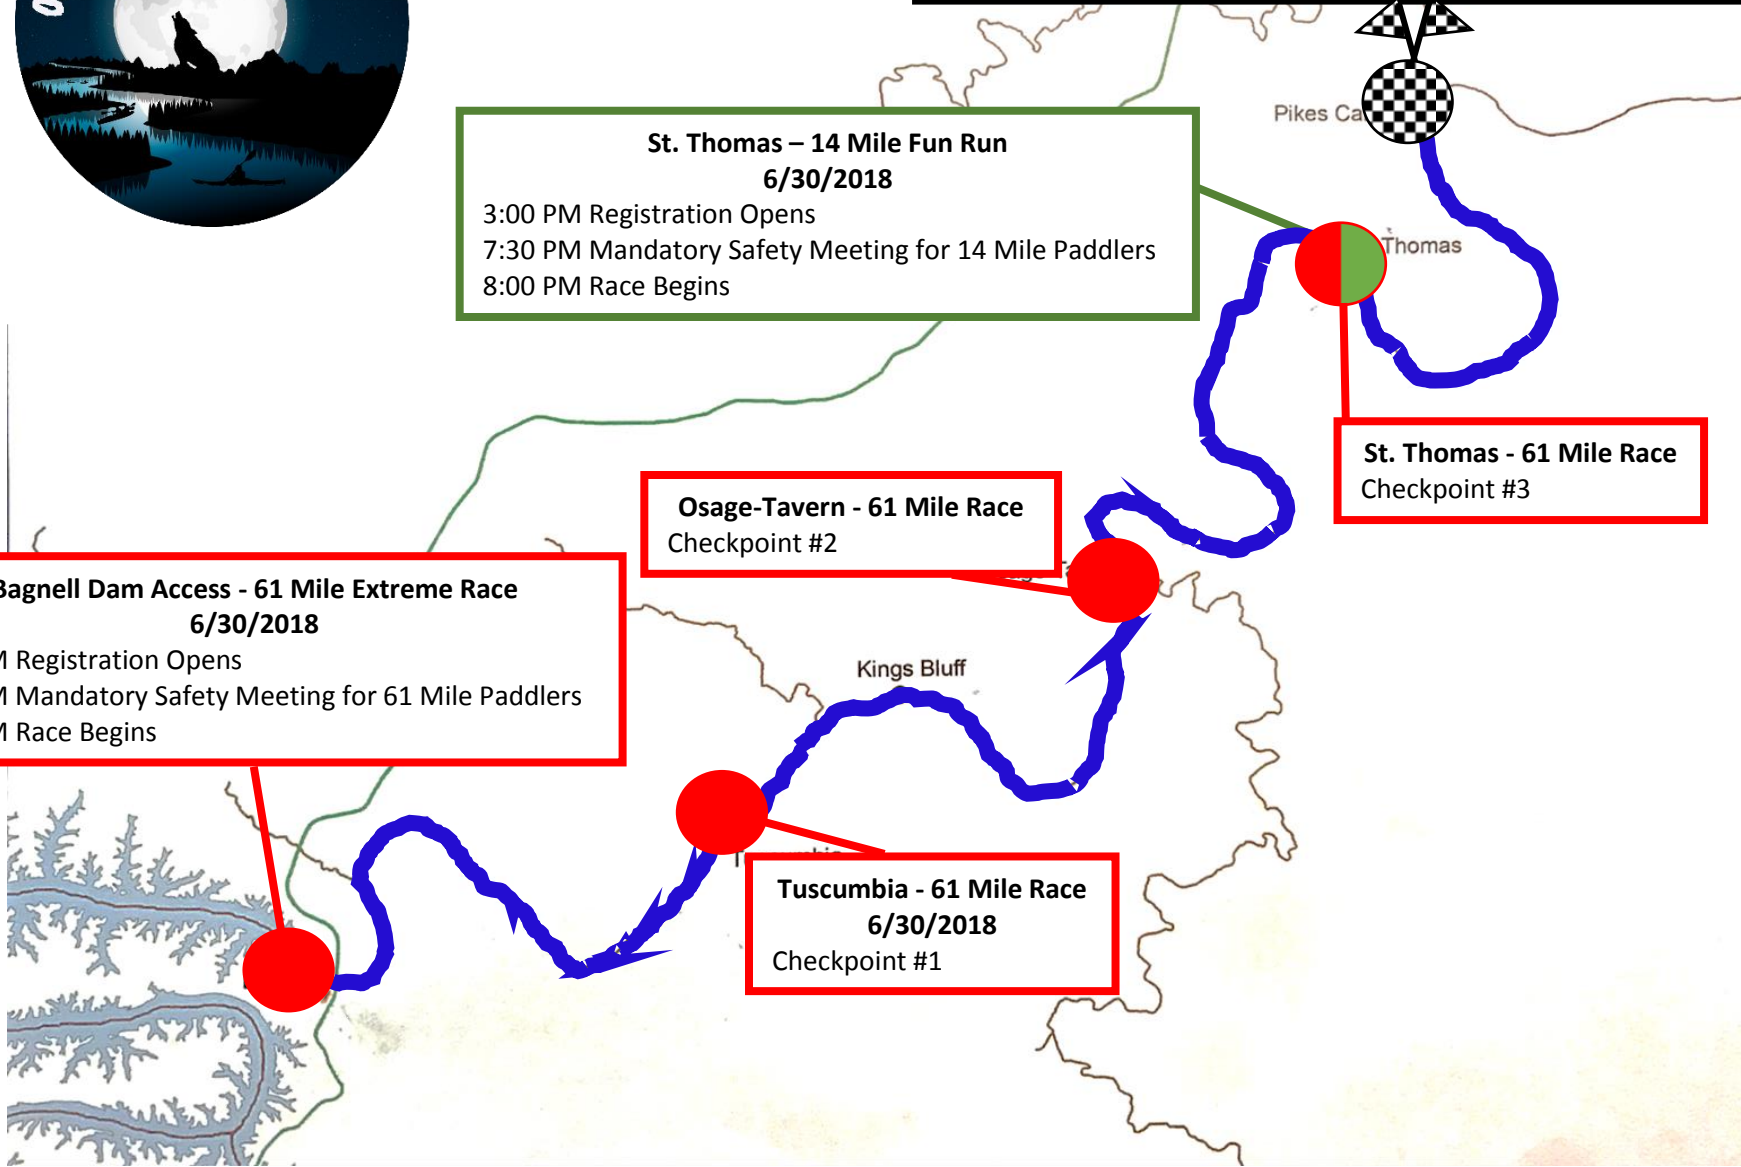 Pikes
St. Thomas – 14 Mile Fun Run
6/30/2018
3:00 PM Registration Opens
7:30 PM Mandatory Safety Meeting for 14 Mile Paddlers
8:00 PM Race Begins
Thomas
St. Thomas - 61 Mile Race
Checkpoint #3
Osage-Tavern - 61 Mile Race
Checkpoint #2
Bagnell Dam Access - 61 Mile Extreme Race
6/30/2018
Registration Opens
Mandatory Safety Meeting for 61 Mile Paddlers
Race Begins
Kings Bluff
Tuscumbia - 61 Mile Race
6/30/2018
Checkpoint #1